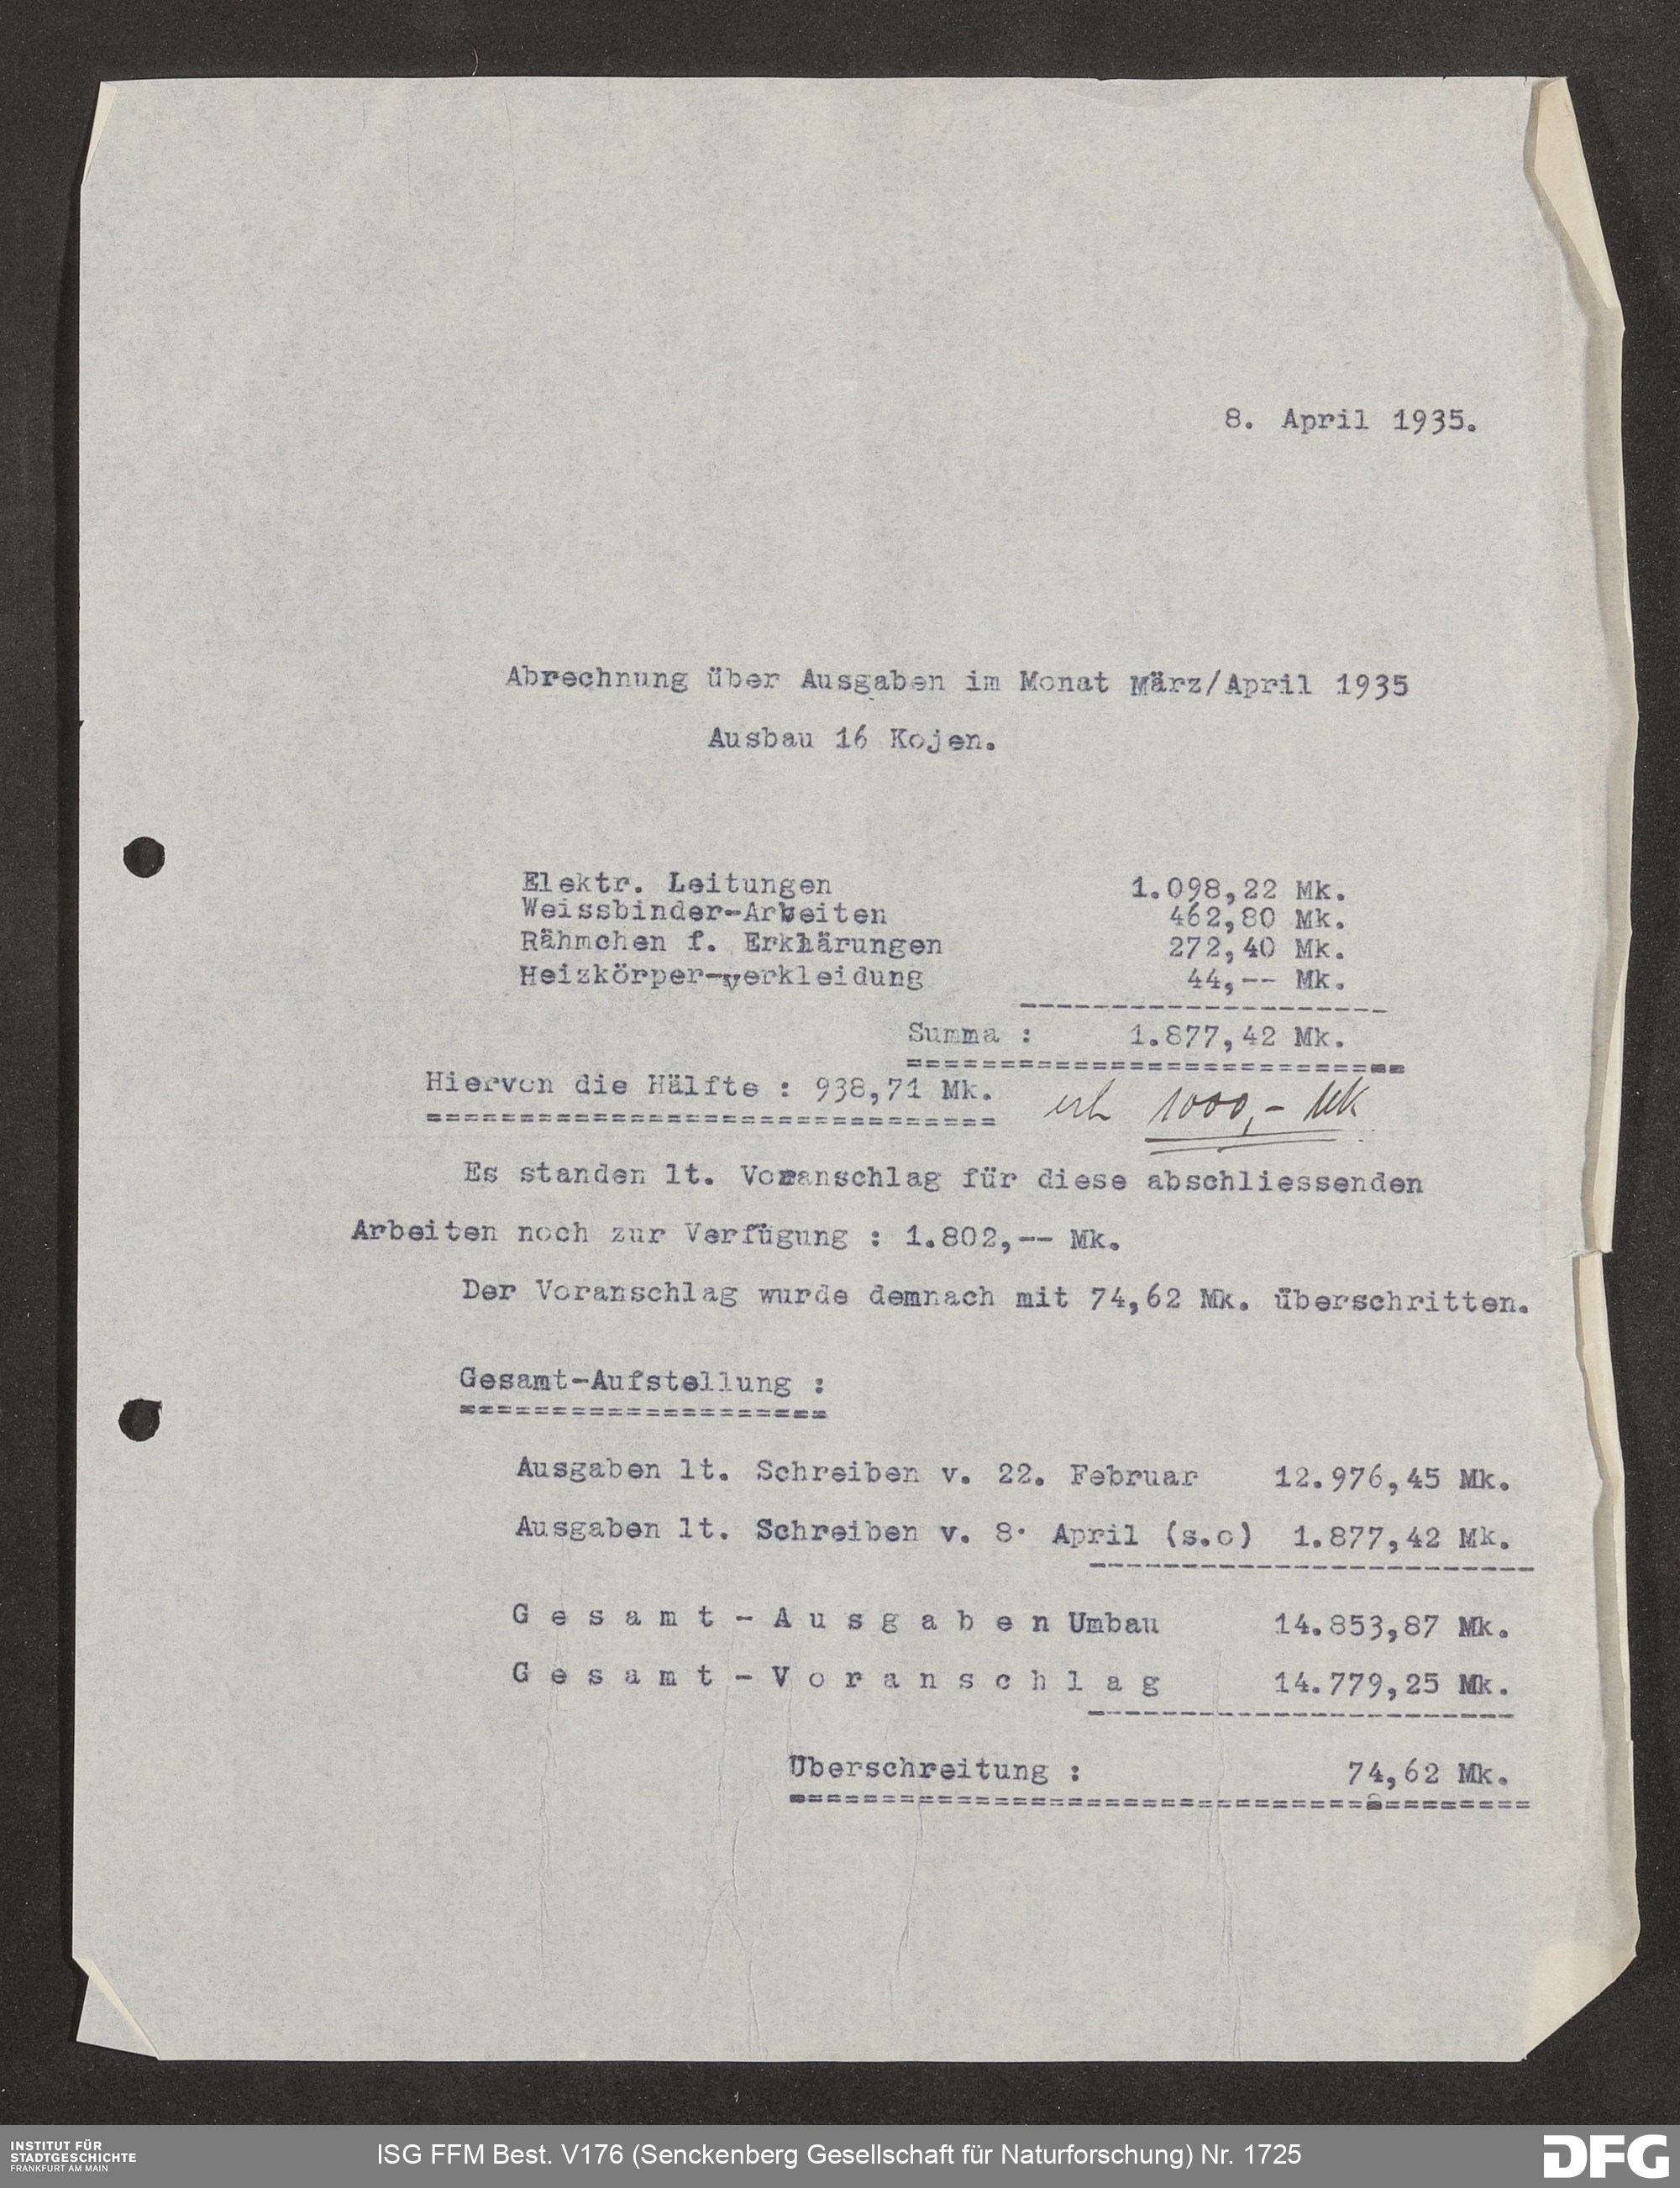 8. April 1935.
Abrechnung über Ausgaben im Monat März/April 1935
Ausbau 16 Kojen.
Elektr. Leitungen 1.098,22 Mk.
Weissbinder-Arbeiten 462,80 Mk.
Rähmchen f. Erklärungen 272,40 Mk.
Heizkörper-verkleidung 44,-- Mk.
-------------------
Summa : 1.877,42 Mk.
===========================
Hiervon die Hälfte : 938,71 Mk. erh 1000,- Mk
===============================
Es standen lt. Voranschlag für diese abschliessenden
Arbeiten noch zur Verfügung : 1.802,-- Mk.
Der Voranschlag wurde demnach mit 74,62 Mk. überschritten.
Gesamt-Aufstellung :
====================
Ausgaben lt. Schreiben v. 22. Februar 12.976,45 Mk.
Ausgaben lt. Schreiben v. 8. April (s.o) 1.877,42 Mk.
------------------------
G e s a m t - A u s g a b e n Umbau 14.853,87 Mk.
G e s a m t - V o r a n s c h l a g 14.779,25 Mk.
-----------------------
Überschreitung : 74,62 Mk.
========================================
INSTITUT FÜR
STADTGESCHICHTE
FRANKFURT AM MAIN
ISG FFM Best. V176 (Senckenberg Gesellschaft für Naturforschung) Nr. 1725
DFG